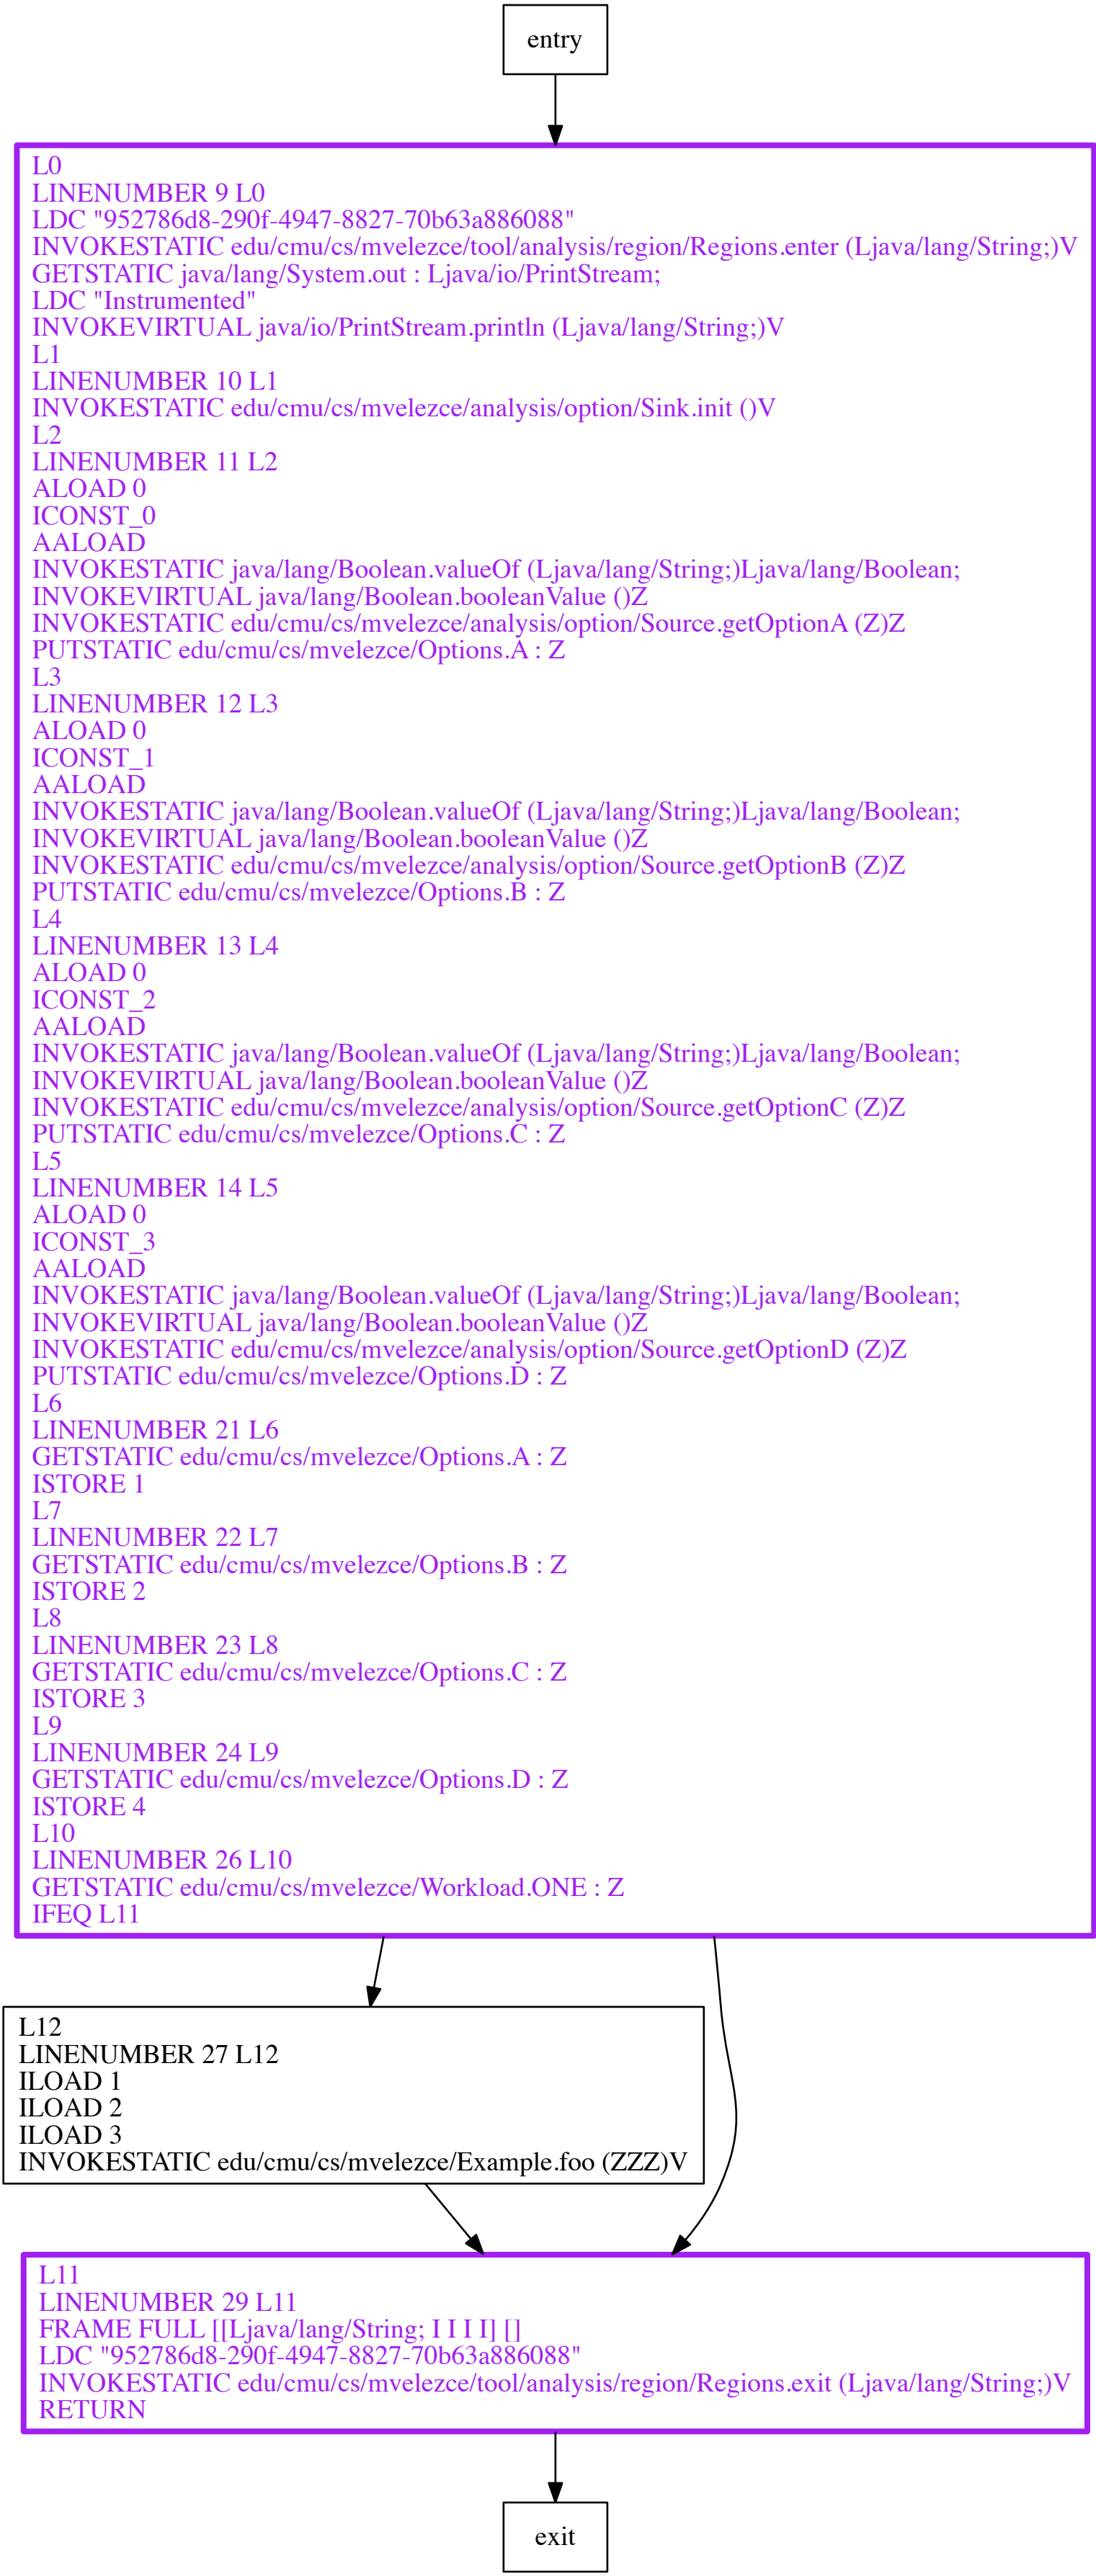 entry
L0
LINENUMBER 9 L0
LDC "952786d8-290f-4947-8827-70b63a886088"
INVOKESTATIC edu/cmu/cs/mvelezce/tool/analysis/region/Regions.enter (Ljava/lang/String;)V
GETSTATIC java/lang/System.out : Ljava/io/PrintStream;
LDC "Instrumented"
INVOKEVIRTUAL java/io/PrintStream.println (Ljava/lang/String;)V
L1
LINENUMBER 10 L1
INVOKESTATIC edu/cmu/cs/mvelezce/analysis/option/Sink.init ()V
L2
LINENUMBER 11 L2
ALOAD 0
ICONST_0
AALOAD
INVOKESTATIC java/lang/Boolean.valueOf (Ljava/lang/String;)Ljava/lang/Boolean;
INVOKEVIRTUAL java/lang/Boolean.booleanValue ()Z
INVOKESTATIC edu/cmu/cs/mvelezce/analysis/option/Source.getOptionA (Z)Z
PUTSTATIC edu/cmu/cs/mvelezce/Options.A : Z
L3
LINENUMBER 12 L3
ALOAD 0
ICONST_1
AALOAD
INVOKESTATIC java/lang/Boolean.valueOf (Ljava/lang/String;)Ljava/lang/Boolean;
INVOKEVIRTUAL java/lang/Boolean.booleanValue ()Z
INVOKESTATIC edu/cmu/cs/mvelezce/analysis/option/Source.getOptionB (Z)Z
PUTSTATIC edu/cmu/cs/mvelezce/Options.B : Z
L4
LINENUMBER 13 L4
ALOAD 0
ICONST_2
AALOAD
INVOKESTATIC java/lang/Boolean.valueOf (Ljava/lang/String;)Ljava/lang/Boolean;
INVOKEVIRTUAL java/lang/Boolean.booleanValue ()Z
INVOKESTATIC edu/cmu/cs/mvelezce/analysis/option/Source.getOptionC (Z)Z
PUTSTATIC edu/cmu/cs/mvelezce/Options.C : Z
L5
LINENUMBER 14 L5
ALOAD 0
ICONST_3
AALOAD
INVOKESTATIC java/lang/Boolean.valueOf (Ljava/lang/String;)Ljava/lang/Boolean;
INVOKEVIRTUAL java/lang/Boolean.booleanValue ()Z
INVOKESTATIC edu/cmu/cs/mvelezce/analysis/option/Source.getOptionD (Z)Z
PUTSTATIC edu/cmu/cs/mvelezce/Options.D : Z
L6
LINENUMBER 21 L6
GETSTATIC edu/cmu/cs/mvelezce/Options.A : Z
ISTORE 1
L7
LINENUMBER 22 L7
GETSTATIC edu/cmu/cs/mvelezce/Options.B : Z
ISTORE 2
L8
LINENUMBER 23 L8
GETSTATIC edu/cmu/cs/mvelezce/Options.C : Z
ISTORE 3
L9
LINENUMBER 24 L9
GETSTATIC edu/cmu/cs/mvelezce/Options.D : Z
ISTORE 4
L10
LINENUMBER 26 L10
GETSTATIC edu/cmu/cs/mvelezce/Workload.ONE : Z
IFEQ L11
L12
LINENUMBER 27 L12
ILOAD 1
ILOAD 2
ILOAD 3
INVOKESTATIC edu/cmu/cs/mvelezce/Example.foo (ZZZ)V
L11
LINENUMBER 29 L11
FRAME FULL [[Ljava/lang/String; I I I I] []
LDC "952786d8-290f-4947-8827-70b63a886088"
INVOKESTATIC edu/cmu/cs/mvelezce/tool/analysis/region/Regions.exit (Ljava/lang/String;)V
RETURN
exit